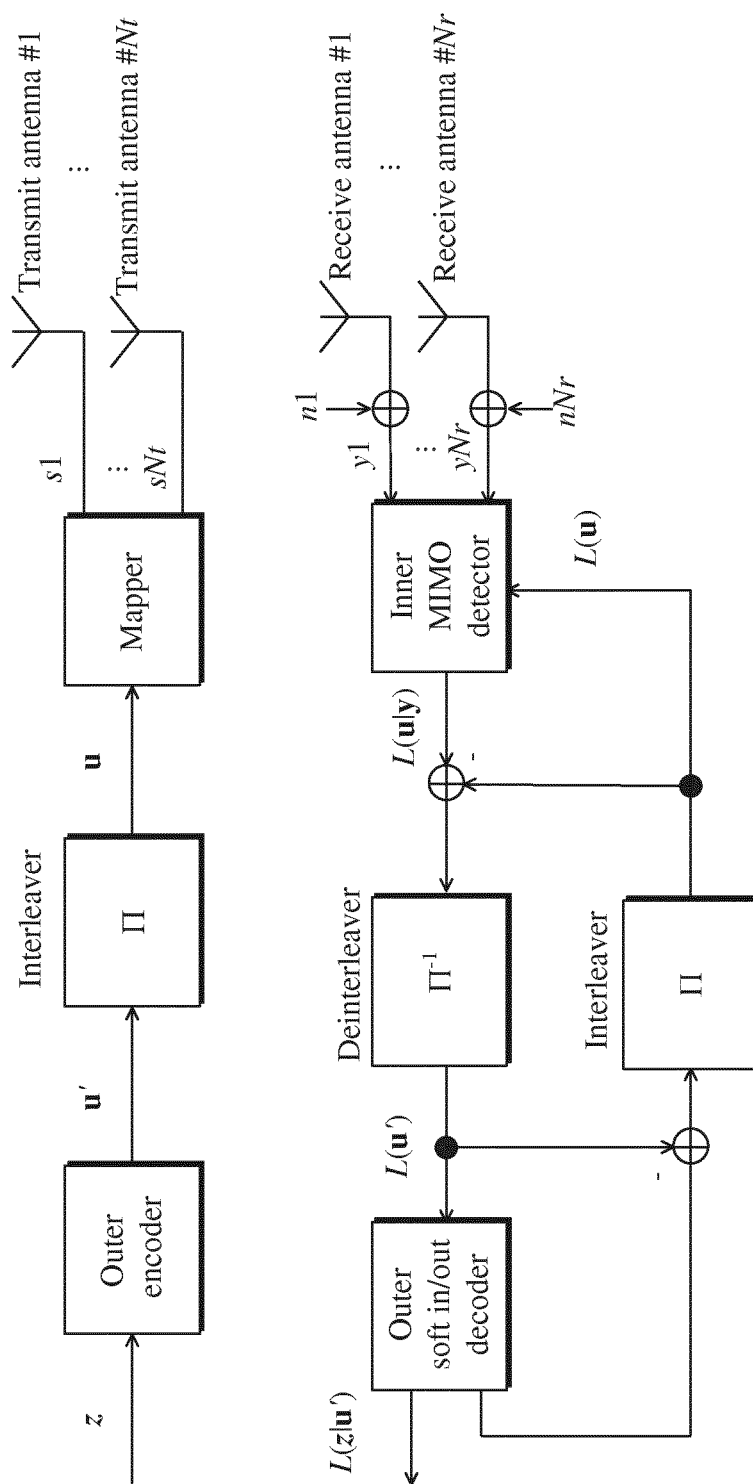 z
Outer
encoder
u′
Interleaver
Π
u
Mapper
s1
⋮
sNt
Transmit antenna #1
⋮
Transmit antenna #Nt
L(z|u′)
Outer
soft in/out
decoder
L(u′)
Deinterleaver
Π-1
L(u|y)
-
Inner
MIMO
detector
y1
⋮
yNr
n1
nNr
Receive antenna #1
⋮
Receive antenna #Nr
-
Interleaver
Π
L(u)